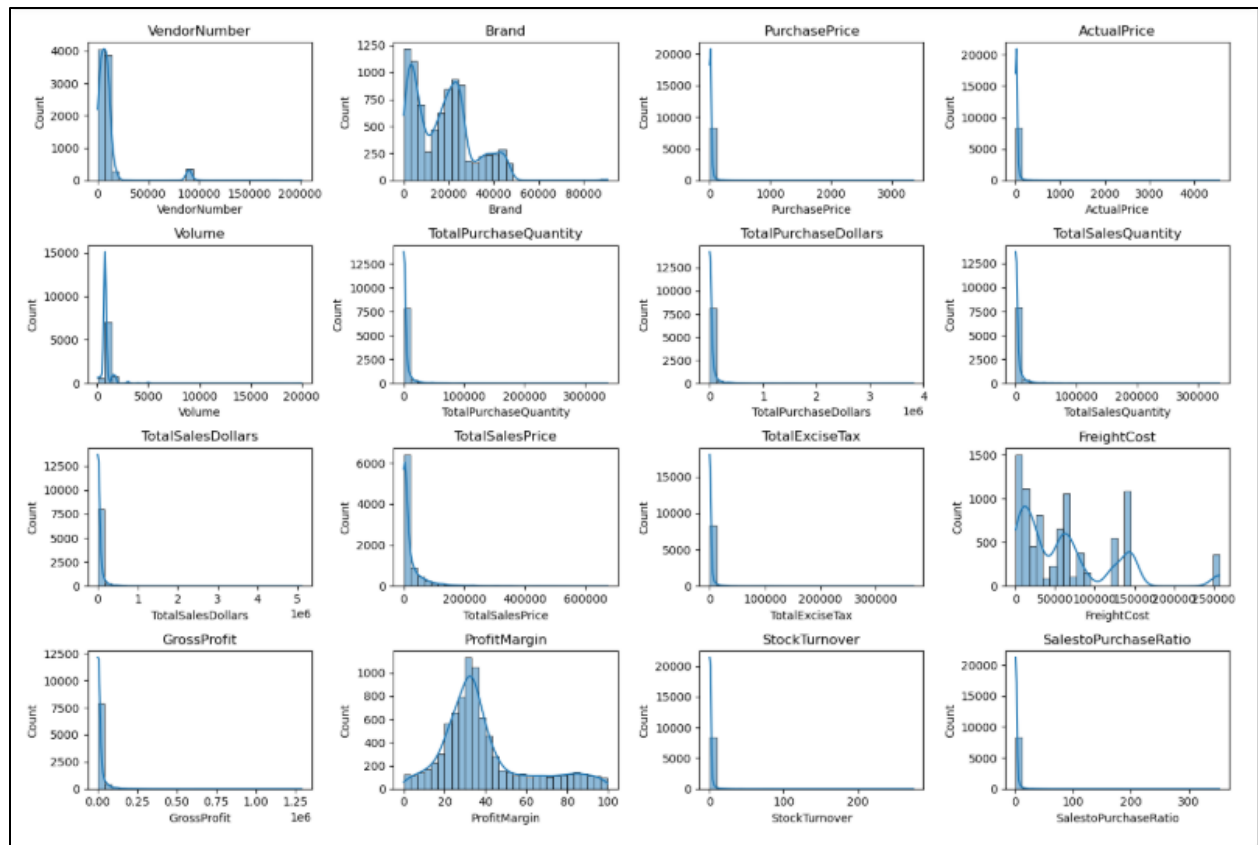 VendorNumber
Brand
PurchasePrice
ActualPrice
4000
3000
2000
1000
0
Count
0 50000 100000 150000 200000
VendorNumber
1250
1000
750
500
250
0
Count
0 20000 40000 60000 80000
Brand
20000
15000
10000
5000
0
Count
0 1000 2000 3000
PurchasePrice
20000
15000
10000
5000
0
Count
0 1000 2000 3000 4000
ActualPrice
Volume
TotalPurchaseQuantity
TotalPurchaseDollars
TotalSalesQuantity
15000
10000
5000
0
Count
0 5000 10000 15000 20000
Volume
12500
10000
7500
5000
2500
0
Count
0 100000 200000 300000
TotalPurchaseQuantity
12500
10000
7500
5000
2500
0
Count
0 1 2 3 4
1e6
TotalPurchaseDollars
12500
10000
7500
5000
2500
0
Count
0 100000 200000 300000
TotalSalesQuantity
TotalSalesDollars
TotalSalesPrice
TotalExciseTax
FreightCost
12500
10000
7500
5000
2500
0
Count
0 1 2 3 4 5
1e6
TotalSalesDollars
6000
4000
2000
0
Count
0 200000 400000 600000
TotalSalesPrice
15000
10000
5000
0
Count
0 100000 200000 300000
TotalExciseTax
1500
1000
500
0
Count
0 50000 100000 150000 200000 250000
FreightCost
GrossProfit
ProfitMargin
StockTurnover
SalestoPurchaseRatio
12500
10000
7500
5000
2500
0
Count
0.00 0.25 0.50 0.75 1.00 1.25
1e6
GrossProfit
1000
800
600
400
200
0
Count
0 20 40 60 80 100
ProfitMargin
20000
15000
10000
5000
0
Count
0 100 200
StockTurnover
20000
15000
10000
5000
0
Count
0 100 200 300
SalestoPurchaseRatio